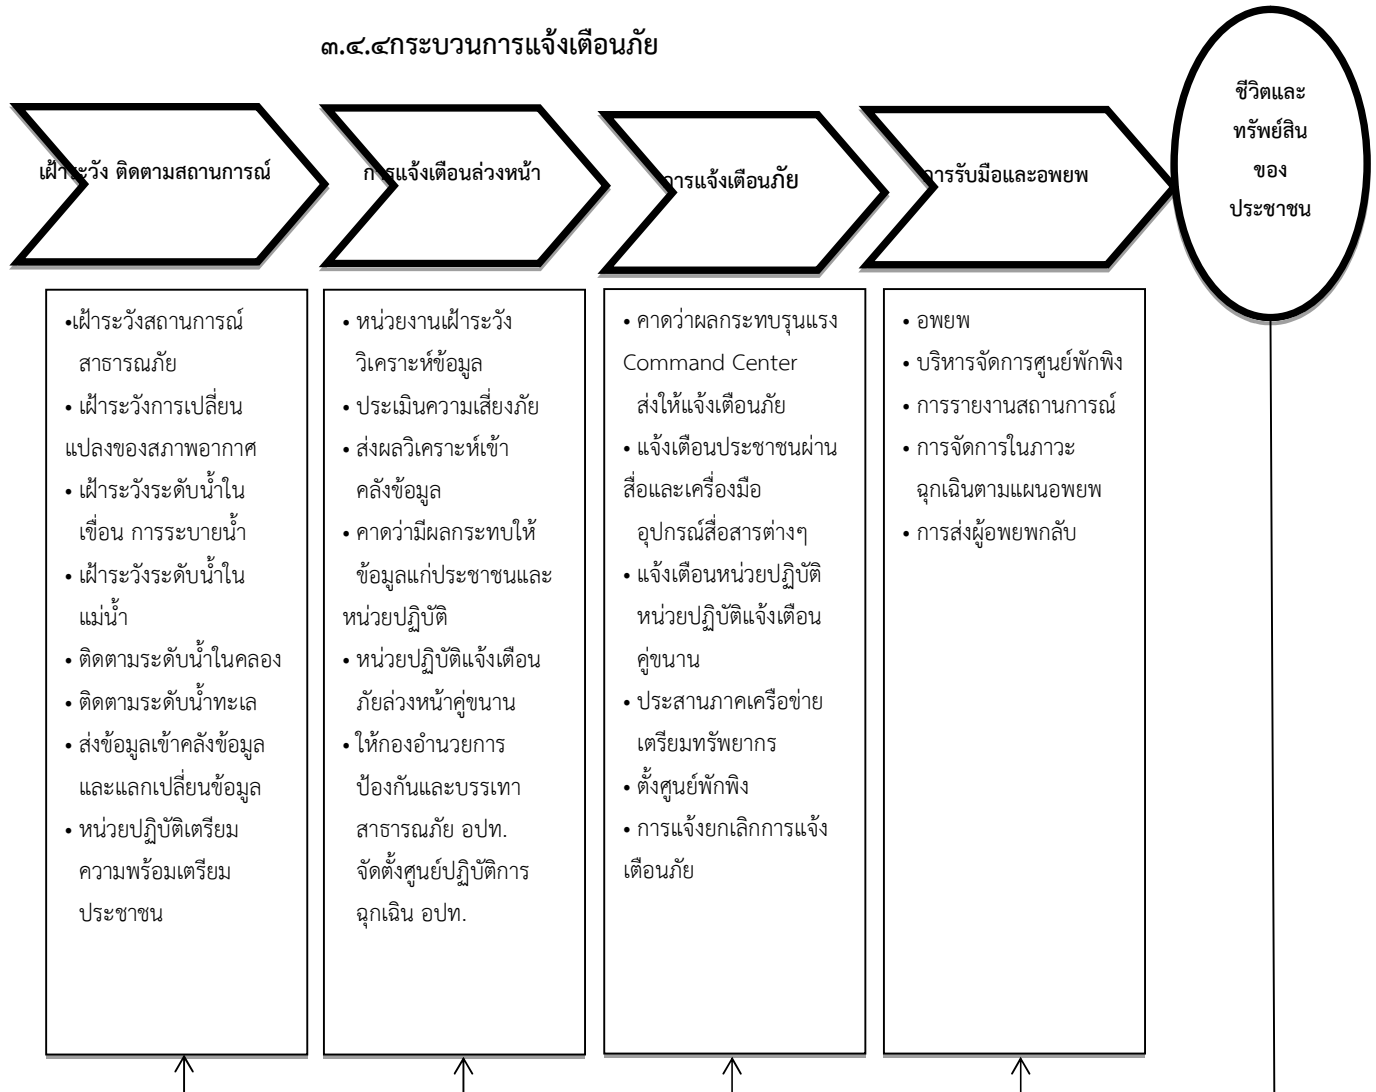 ๓.๔.๔กระบวนการแจ้งเตือนภัย
เฝ้าระวัง ติดตามสถานการณ์
การแจ้งเตือนล่วงหน้า
การแจ้งเตือนภัย
การรับมือและอพยพ
ชีวิตและ
ทรัพย์สิน
ของ
ประชาชน
•เฝ้าระวังสถานการณ์
สาธารณภัย
• เฝ้าระวังการเปลี่ยน
แปลงของสภาพอากาศ
• เฝ้าระวังระดับน้ำใน
เขื่อน การระบายน้ำ
• เฝ้าระวังระดับน้ำใน
แม่น้ำ
• ติดตามระดับน้ำในคลอง
• ติดตามระดับน้ำทะเล
• ส่งข้อมูลเข้าคลังข้อมูล
และแลกเปลี่ยนข้อมูล
• หน่วยปฏิบัติเตรียม
ความพร้อมเตรียม
ประชาชน
• หน่วยงานเฝ้าระวัง
วิเคราะห์ข้อมูล
• ประเมินความเสี่ยงภัย
• ส่งผลวิเคราะห์เข้า
คลังข้อมูล
• คาดว่ามีผลกระทบให้
ข้อมูลแก่ประชาชนและ
หน่วยปฏิบัติ
• หน่วยปฏิบัติแจ้งเตือน
ภัยล่วงหน้าคู่ขนาน
• ให้กองอำนวยการ
ป้องกันและบรรเทา
สาธารณภัย อปท.
จัดตั้งศูนย์ปฏิบัติการ
ฉุกเฉิน อปท.
• คาดว่าผลกระทบรุนแรง
Command Center
ส่งให้แจ้งเตือนภัย
• แจ้งเตือนประชาชนผ่าน
สื่อและเครื่องมือ
อุปกรณ์สื่อสารต่างๆ
• แจ้งเตือนหน่วยปฏิบัติ
หน่วยปฏิบัติแจ้งเตือน
คู่ขนาน
• ประสานภาคเครือข่าย
เตรียมทรัพยากร
• ตั้งศูนย์พักพิง
• การแจ้งยกเลิกการแจ้ง
เตือนภัย
• อพยพ
• บริหารจัดการศูนย์พักพิง
• การรายงานสถานการณ์
• การจัดการในภาวะ
ฉุกเฉินตามแผนอพยพ
• การส่งผู้อพยพกลับ